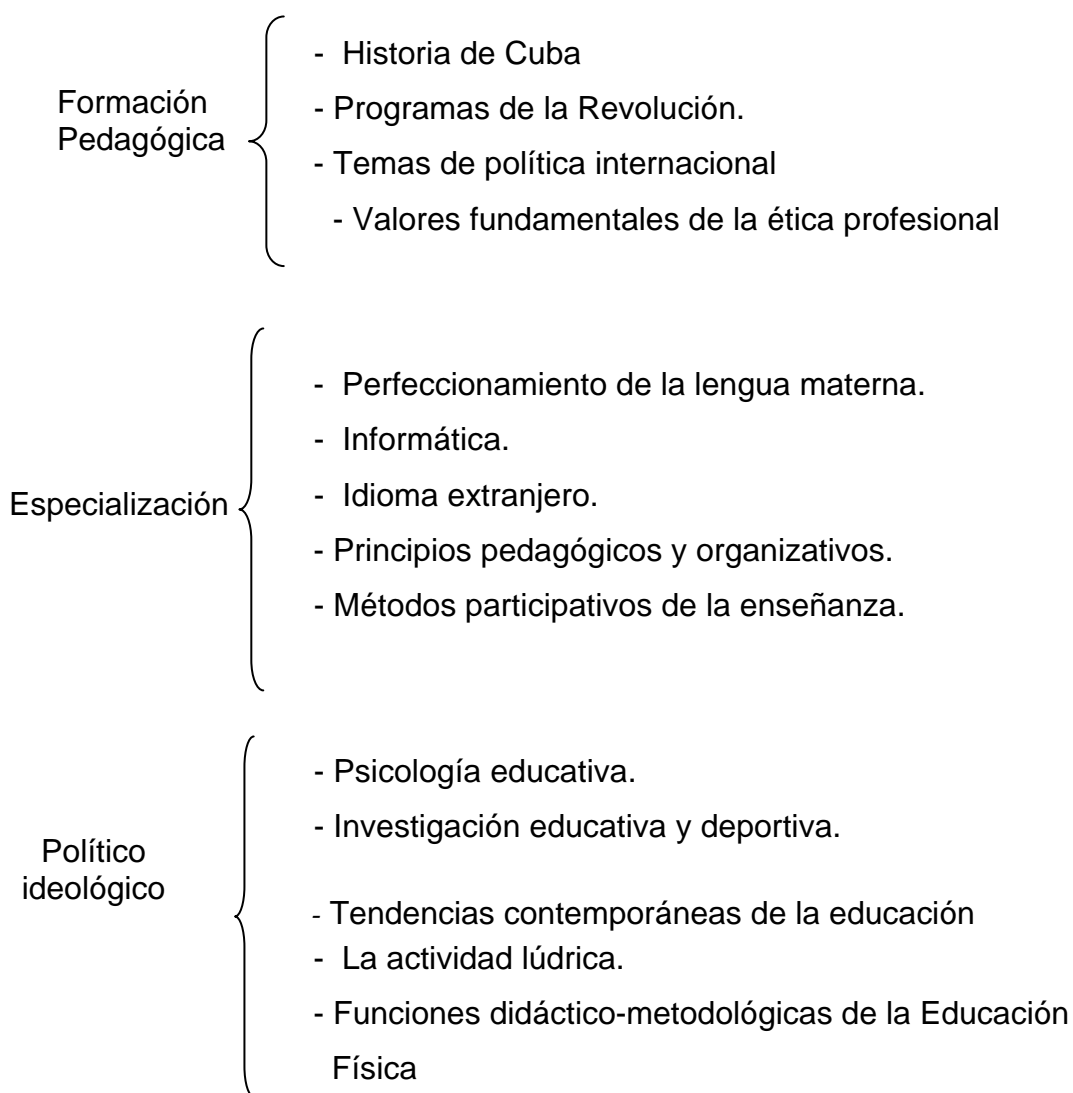 Formación
Pedagógica
-  Historia de Cuba
- Programas de la Revolución.
- Temas de política internacional
- Valores fundamentales de la ética profesional
Especialización
-  Perfeccionamiento de la lengua materna.
-  Informática.
-  Idioma extranjero.
- Principios pedagógicos y organizativos.
- Métodos participativos de la enseñanza.
Político
ideológico
- Psicología educativa.
- Investigación educativa y deportiva.
- Tendencias contemporáneas de la educación
-  La actividad lúdrica.
- Funciones didáctico-metodológicas de la Educación
Física